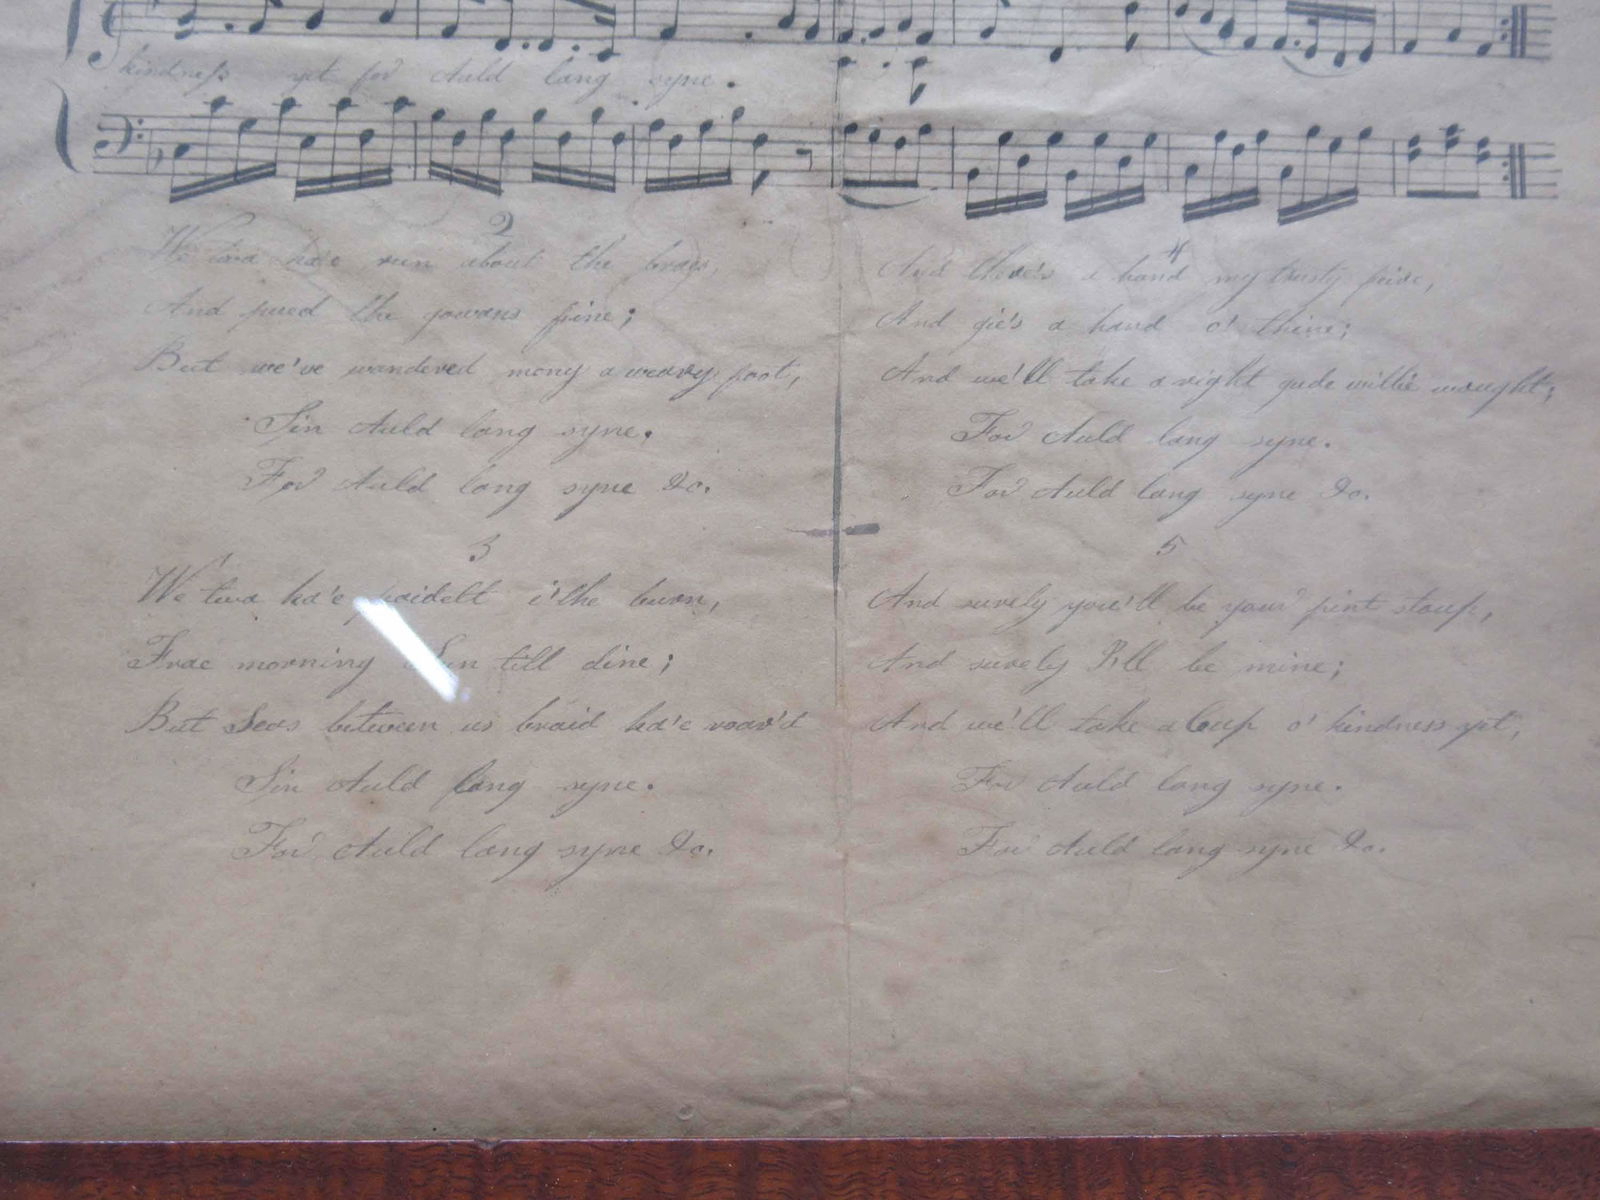 kindness yet for Auld lang syne.
2
We twa ha'e run about the braes,
And pu'ed the gowans fine;
But we've wandered mony a weary foot,
Sin Auld lang syne.
For Auld lang syne &c.
3
We twa ha'e paidelt i' the burn,
Frae morning Sun till dine;
But Seas between us braid ha'e roar'd
Sin Auld lang syne.
For Auld lang syne &c.
4
And there's a hand my trusty feire,
And gie's a hand o' thine;
And we'll take a right gude willie waught;
For Auld lang syne.
For Auld lang syne &c.
5
And surely you'll be your pint stoup,
And surely I'll be mine;
And we'll take a Cup o' kindness yet,
For Auld lang syne.
For Auld lang syne &c.